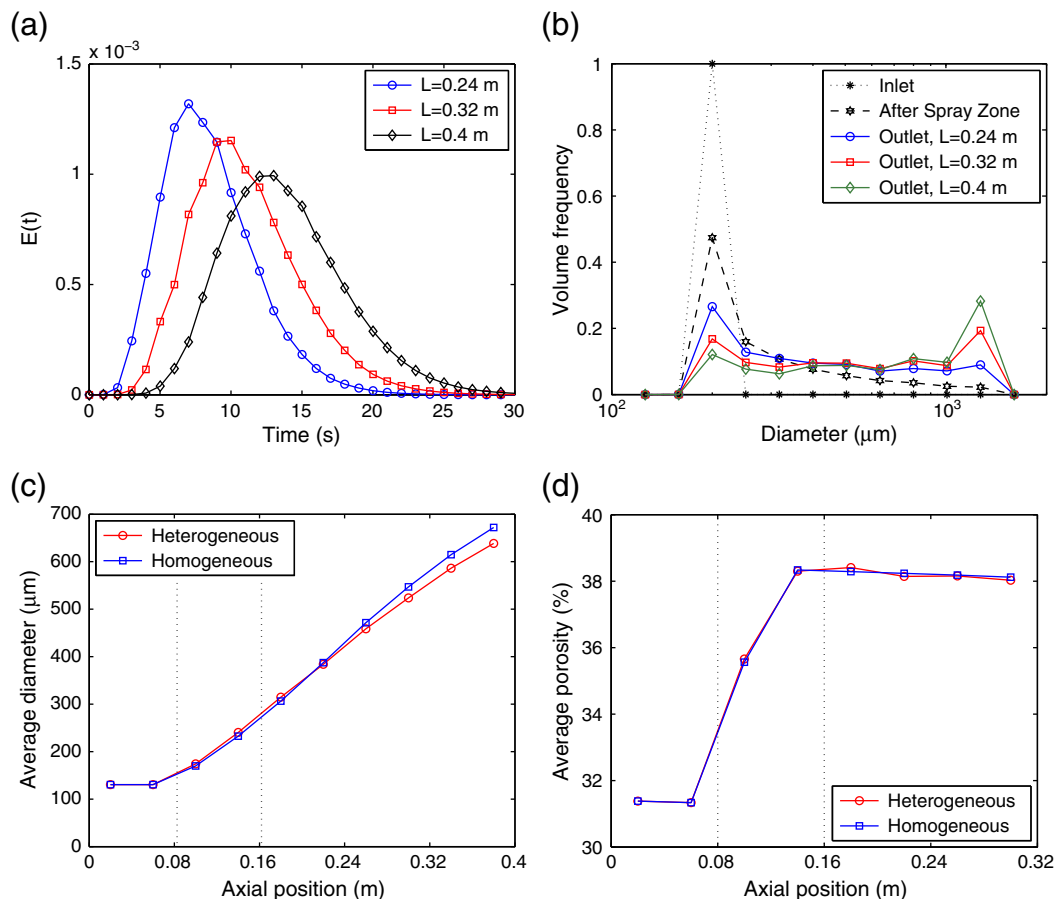 (a)
x 10⁻³
1.5
1
0.5
0
E(t)
0 5 10 15 20 25 30
Time (s)
L=0.24 m
L=0.32 m
L=0.4 m
(b)
1
0.8
0.6
0.4
0.2
0
Volume frequency
10² 10³
Diameter (μm)
Inlet
After Spray Zone
Outlet, L=0.24 m
Outlet, L=0.32 m
Outlet, L=0.4 m
(c)
700
600
500
400
300
200
100
0
Average diameter (μm)
0 0.08 0.16 0.24 0.32 0.4
Axial position (m)
Heterogeneous
Homogeneous
(d)
40
38
36
34
32
30
Average porosity (%)
0 0.08 0.16 0.24 0.32
Axial position (m)
Heterogeneous
Homogeneous